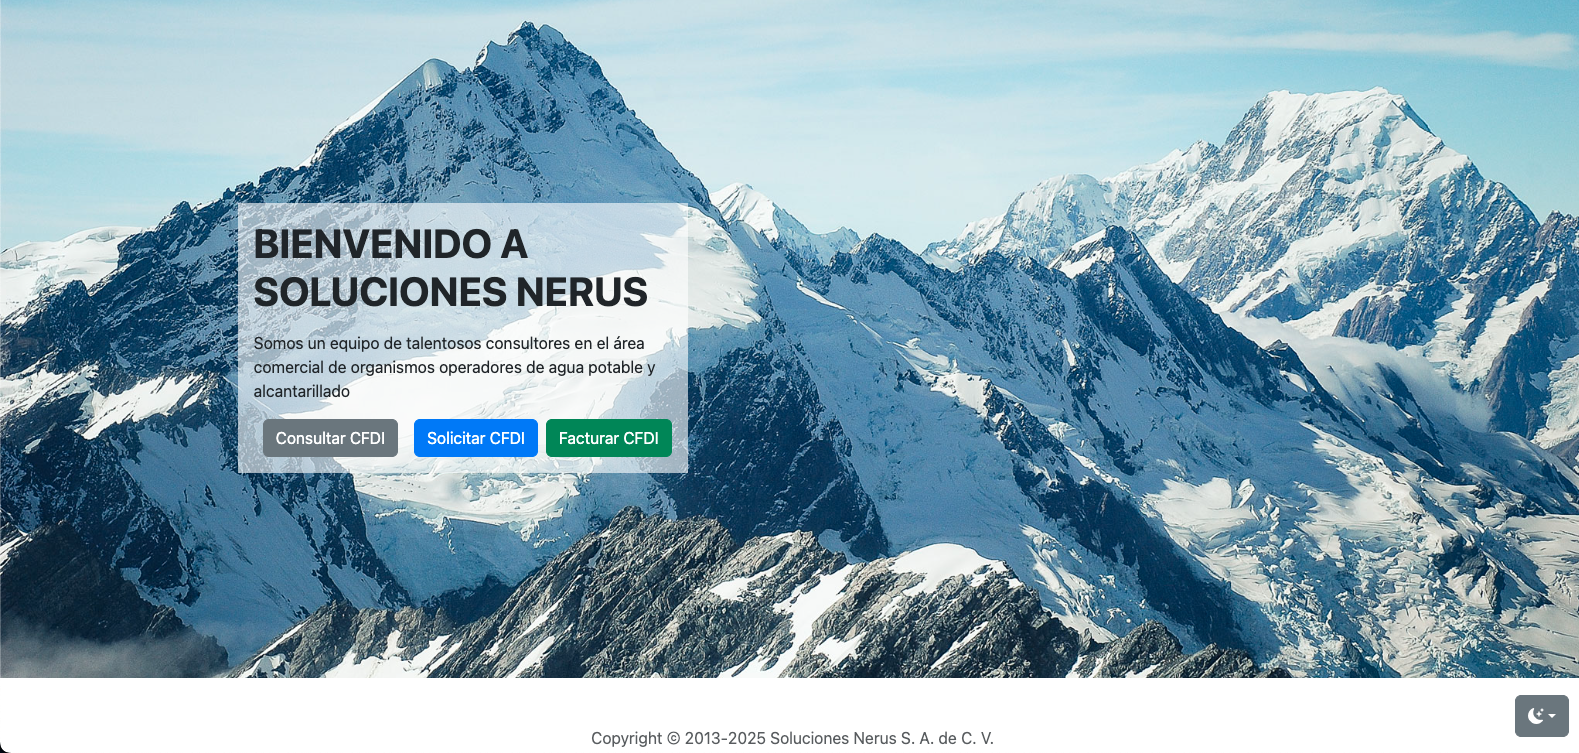 BIENVENIDO A
SOLUCIONES NERUS
Somos un equipo de talentosos consultores en el área
comercial de organismos operadores de agua potable y
alcantarillado
Consultar CFDI Solicitar CFDI Facturar CFDI
Copyright © 2013-2025 Soluciones Nerus S. A. de C. V.